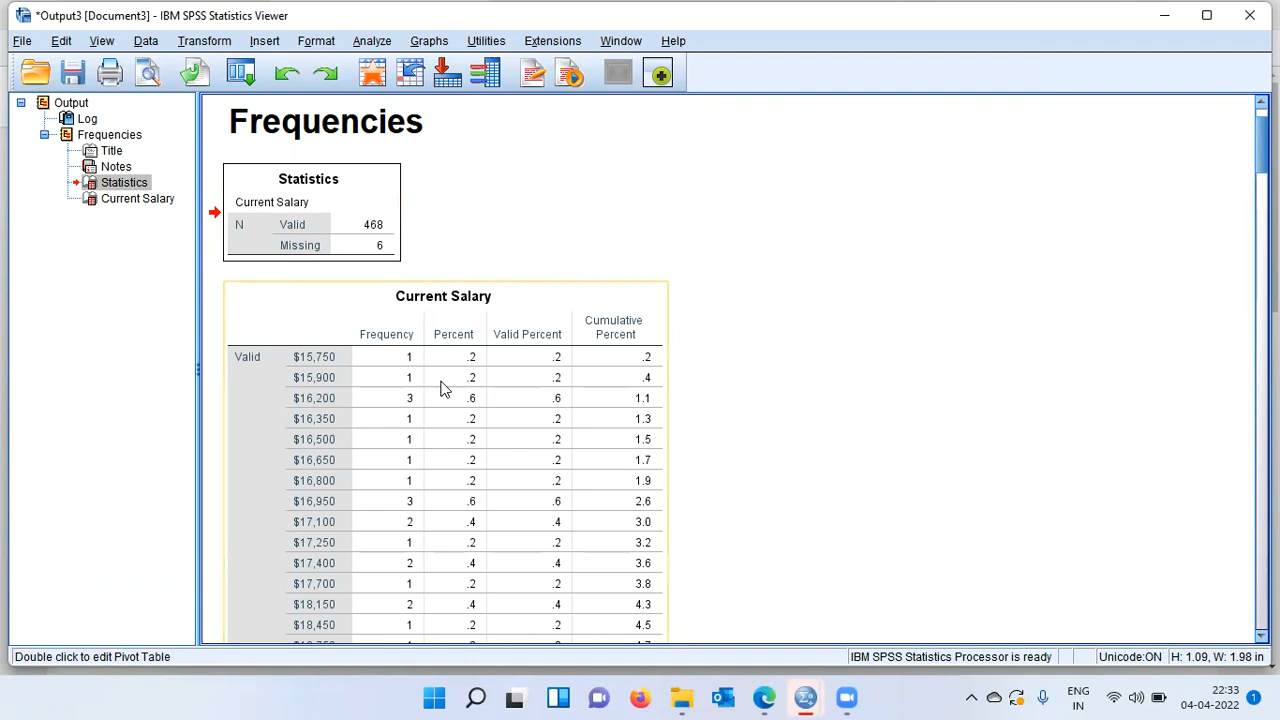 *Output3 [Document3] - IBM SPSS Statistics Viewer
File Edit View Data Transform Insert Format Analyze Graphs Utilities Extensions Window Help
Output
Log
Frequencies
Title
Notes
Statistics
Current Salary
Frequencies
Statistics
Current Salary
N Valid 468
Missing 6
Current Salary
Frequency Percent Valid Percent Cumulative Percent
Valid $15,750 1 .2 .2 .2
$15,900 1 .2 .2 .4
$16,200 3 .6 .6 1.1
$16,350 1 .2 .2 1.3
$16,500 1 .2 .2 1.5
$16,650 1 .2 .2 1.7
$16,800 1 .2 .2 1.9
$16,950 3 .6 .6 2.6
$17,100 2 .4 .4 3.0
$17,250 1 .2 .2 3.2
$17,400 2 .4 .4 3.6
$17,700 1 .2 .2 3.8
$18,150 2 .4 .4 4.3
$18,450 1 .2 .2 4.5
Double click to edit Pivot Table IBM SPSS Statistics Processor is ready Unicode:ON H: 1.09, W: 1.98 in
ENG 22:33
IN 04-04-2022 1